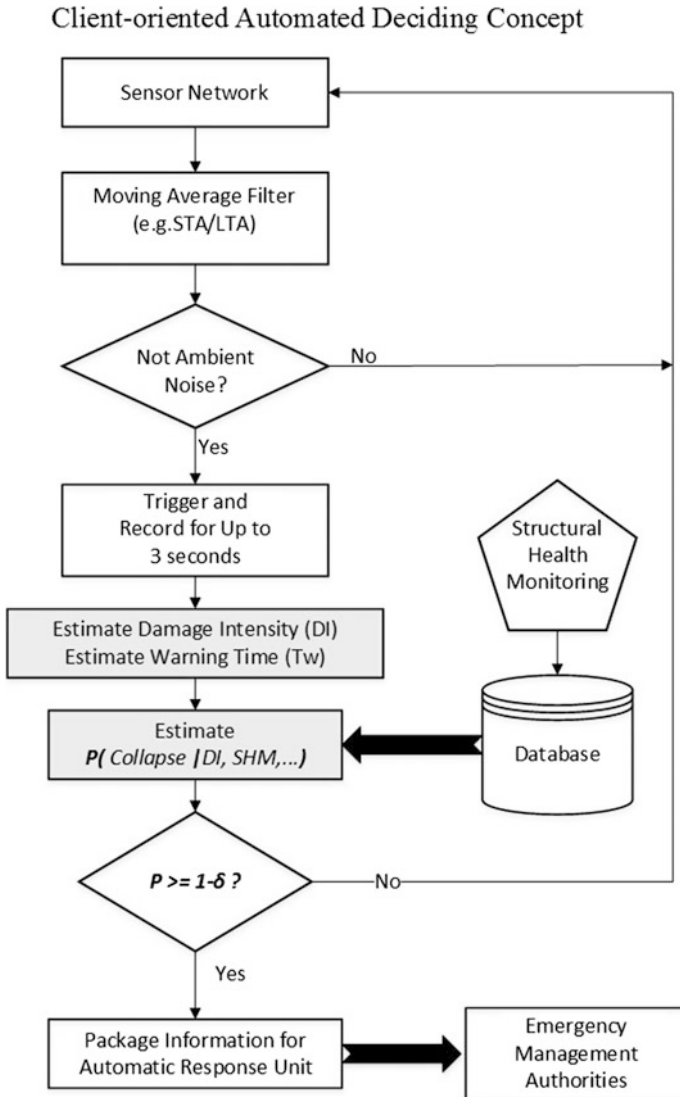 Client-oriented Automated Deciding Concept
Sensor Network
Moving Average Filter
(e.g.STA/LTA)
Not Ambient
Noise?
No
Yes
Trigger and
Record for Up to
3 seconds
Structural
Health
Monitoring
Estimate Damage Intensity (DI)
Estimate Warning Time (Tw)
Estimate
P( Collapse |DI, SHM,...)
Database
P >= 1-δ ?
No
Yes
Package Information for
Automatic Response Unit
Emergency
Management
Authorities